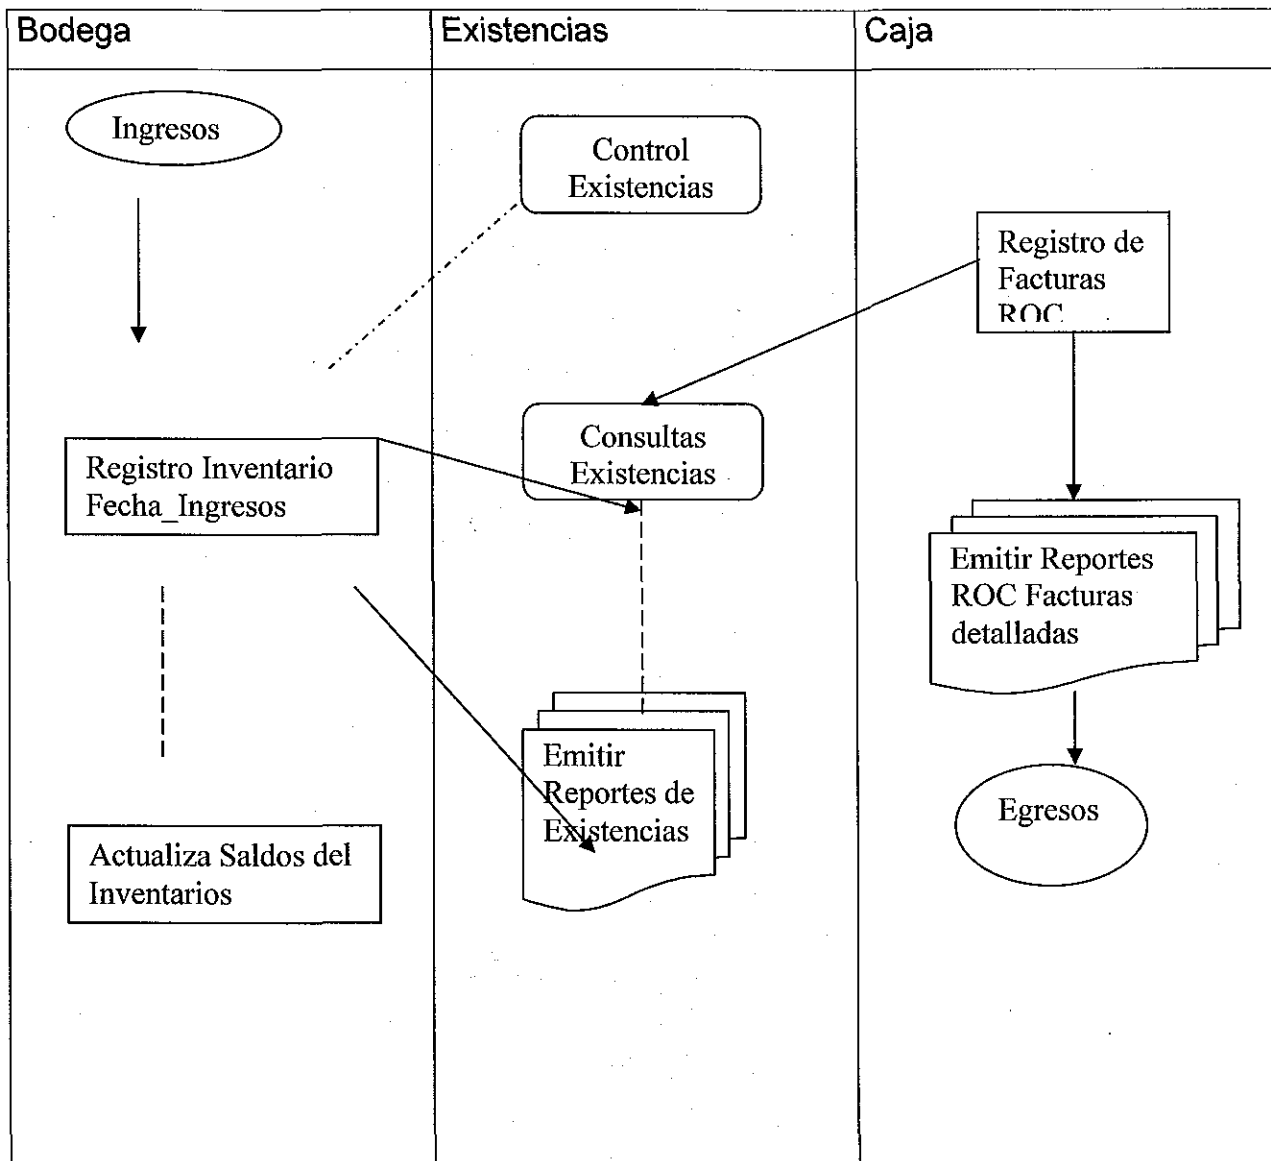 Bodega
Existencias
Caja
Ingresos
Control
Existencias
Registro de
Facturas
ROC
Consultas
Existencias
Registro Inventario
Fecha_Ingresos
Emitir Reportes
ROC Facturas
detalladas
Emitir
Reportes de
Existencias
Egresos
Actualiza Saldos del
Inventarios